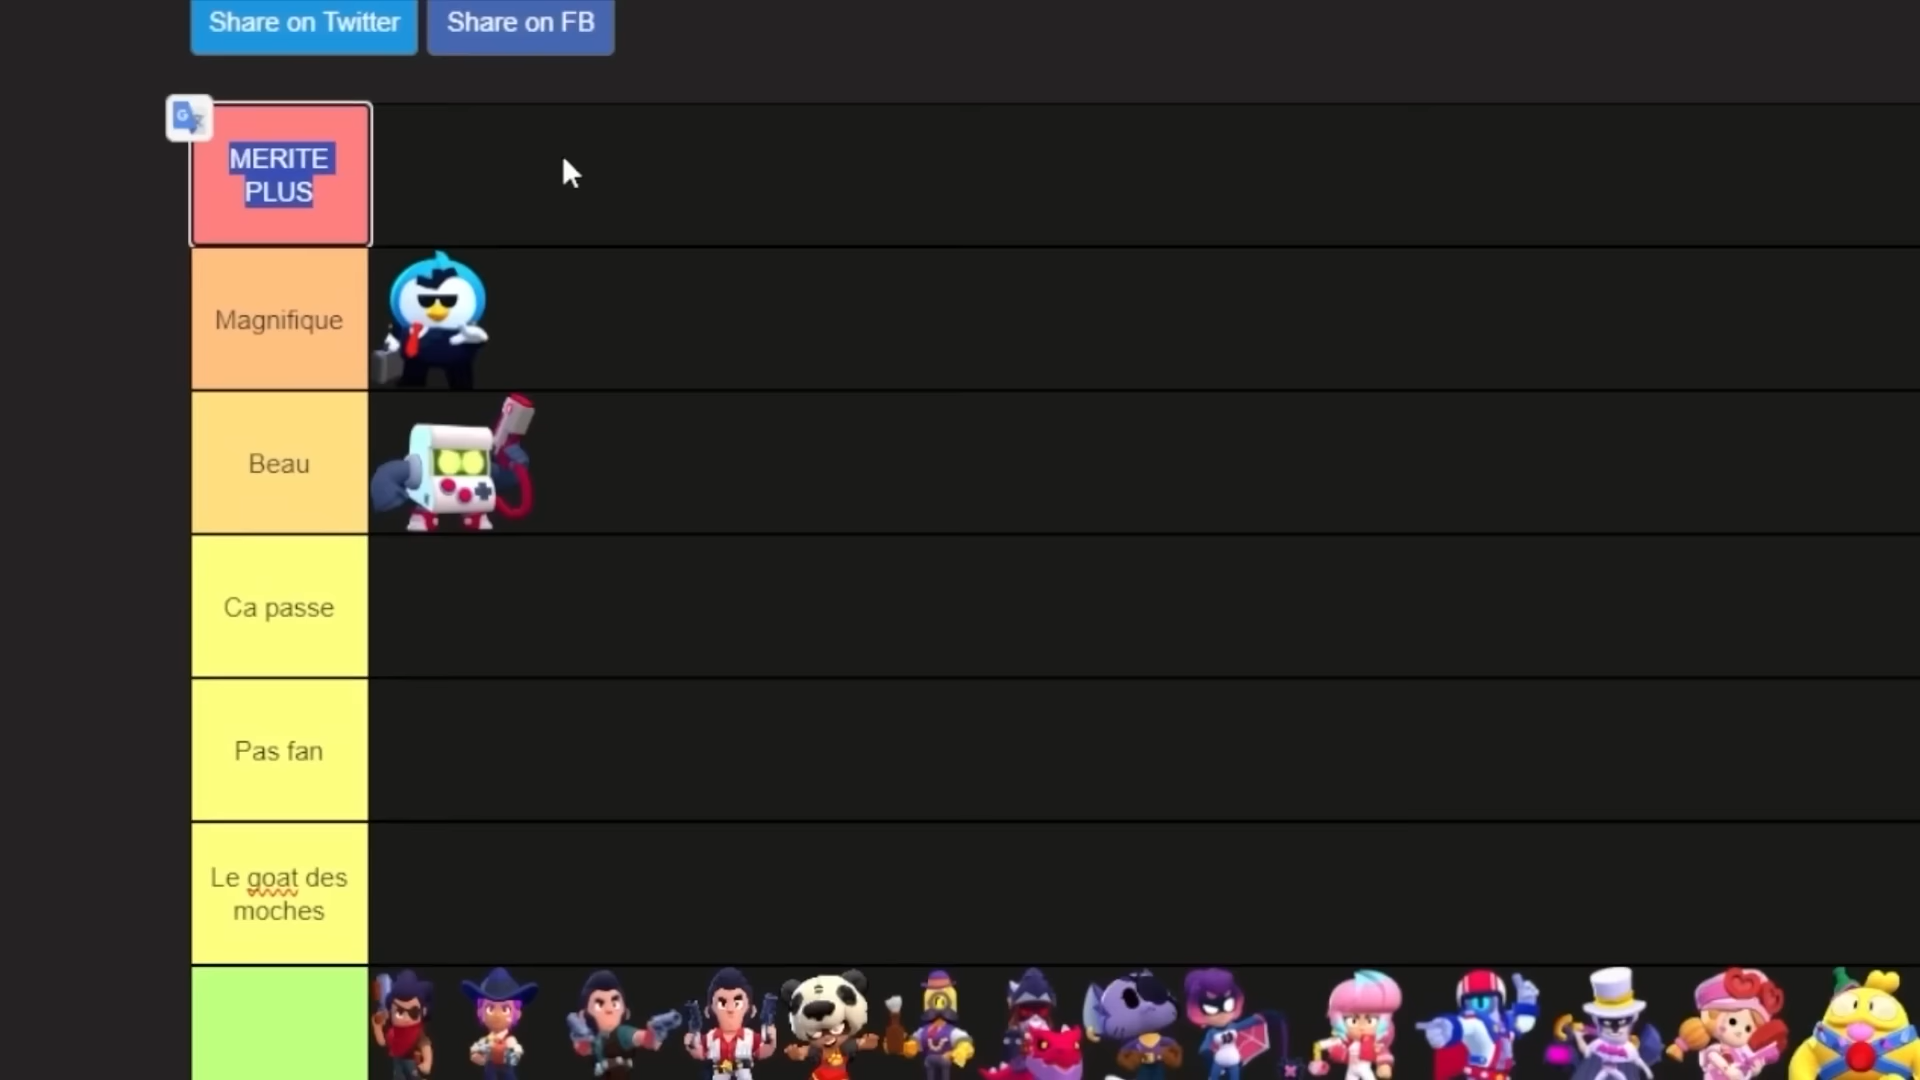 Share on Twitter Share on FB
MERITE
PLUS
Magnifique
Beau
Ca passe
Pas fan
Le goat des
moches